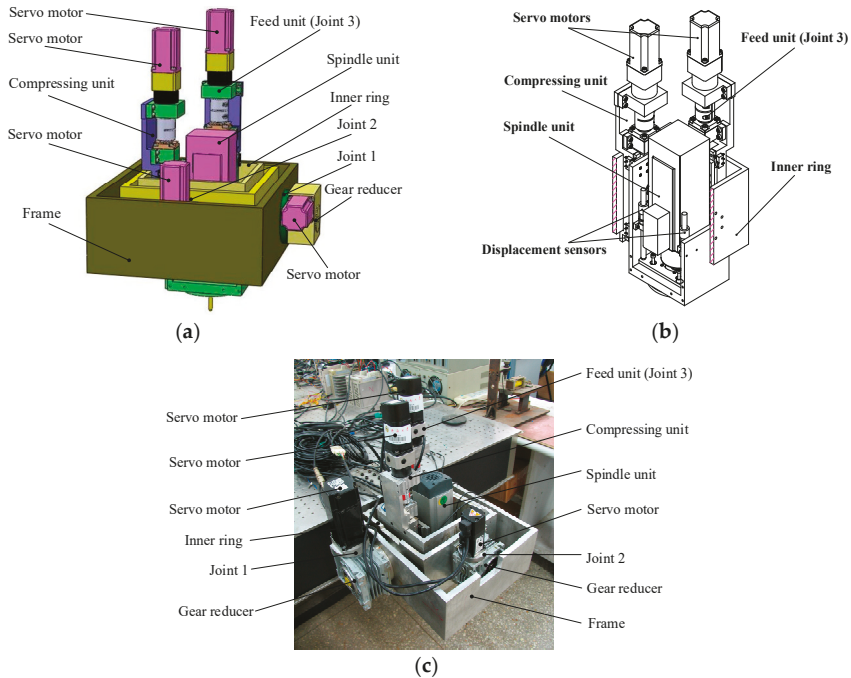 Servo motor
Servo motor
Compressing unit
Servo motor
Frame
Feed unit (Joint 3)
Spindle unit
Inner ring
Joint 2
Joint 1
Gear reducer
Servo motor
(a)
Servo motors
Feed unit (Joint 3)
Compressing unit
Spindle unit
Inner ring
Displacement sensors
(b)
Servo motor
Servo motor
Servo motor
Inner ring
Joint 1
Gear reducer
Feed unit (Joint 3)
Compressing unit
Spindle unit
Servo motor
Joint 2
Gear reducer
Frame
(c)